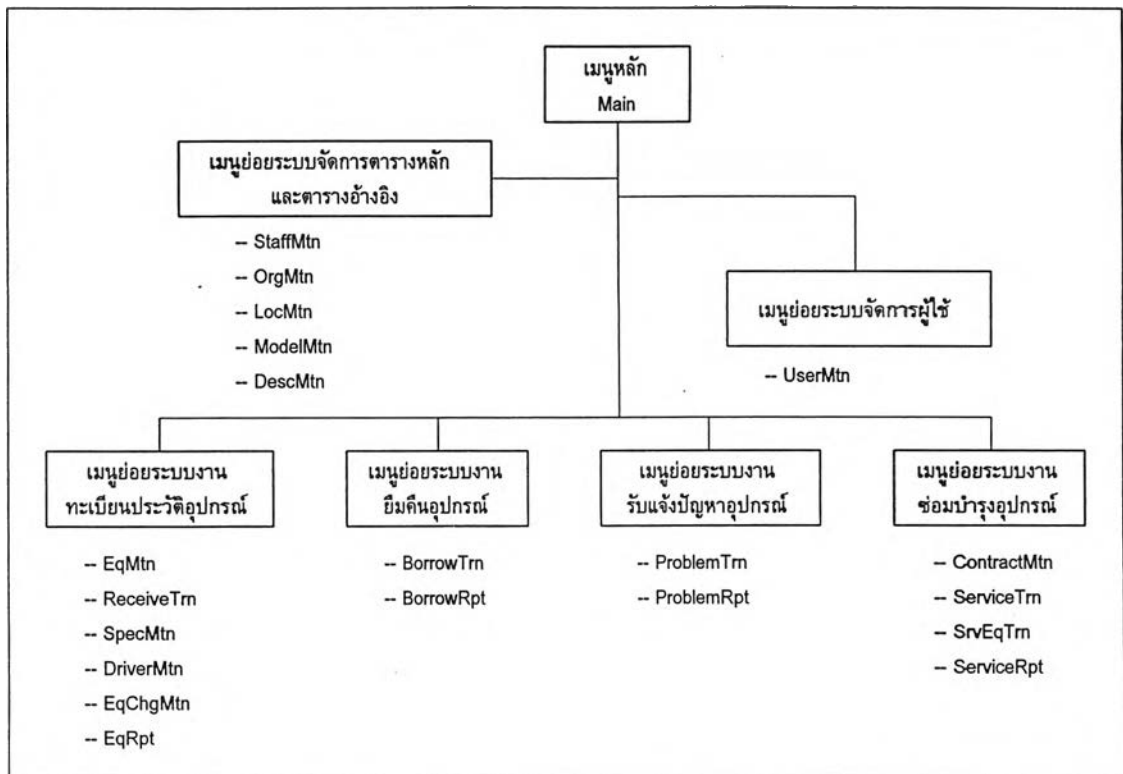 เมนูหลัก
Main
เมนูย่อยระบบจัดการตารางหลัก
และตารางอ้างอิง
-- StaffMtn
-- OrgMtn
-- LocMtn
-- ModelMtn
-- DescMtn
เมนูย่อยระบบจัดการผู้ใช้
-- UserMtn
เมนูย่อยระบบงาน
ทะเบียนประวัติอุปกรณ์
-- EqMtn
-- ReceiveTrn
-- SpecMtn
-- DriverMtn
-- EqChgMtn
-- EqRpt
เมนูย่อยระบบงาน
ยืมคืนอุปกรณ์
-- BorrowTrn
-- BorrowRpt
เมนูย่อยระบบงาน
รับแจ้งปัญหาอุปกรณ์
-- ProblemTrn
-- ProblemRpt
เมนูย่อยระบบงาน
ซ่อมบำรุงอุปกรณ์
-- ContractMtn
-- ServiceTrn
-- SrvEqTrn
-- ServiceRpt